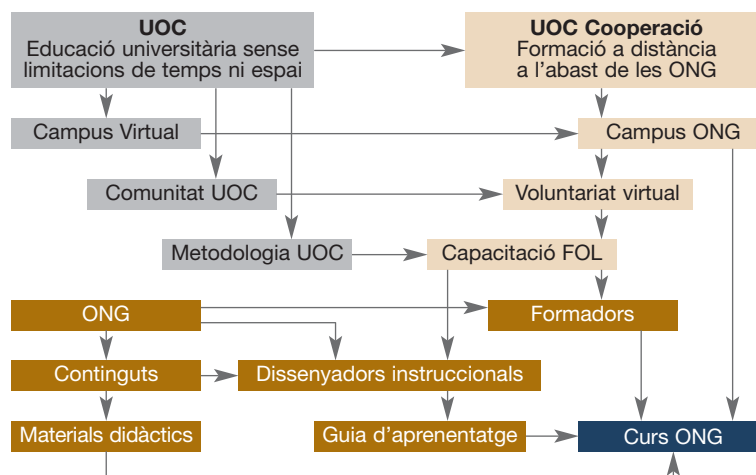 UOC
Educació universitària sense
limitacions de temps ni espai
UOC Cooperació
Formació a distància
a l’abast de les ONG
Campus Virtual
Campus ONG
Comunitat UOC
Voluntariat virtual
Metodologia UOC
Capacitació FOL
ONG
Formadors
Continguts
Dissenyadors instruccionals
Materials didàctics
Guia d’aprenentatge
Curs ONG